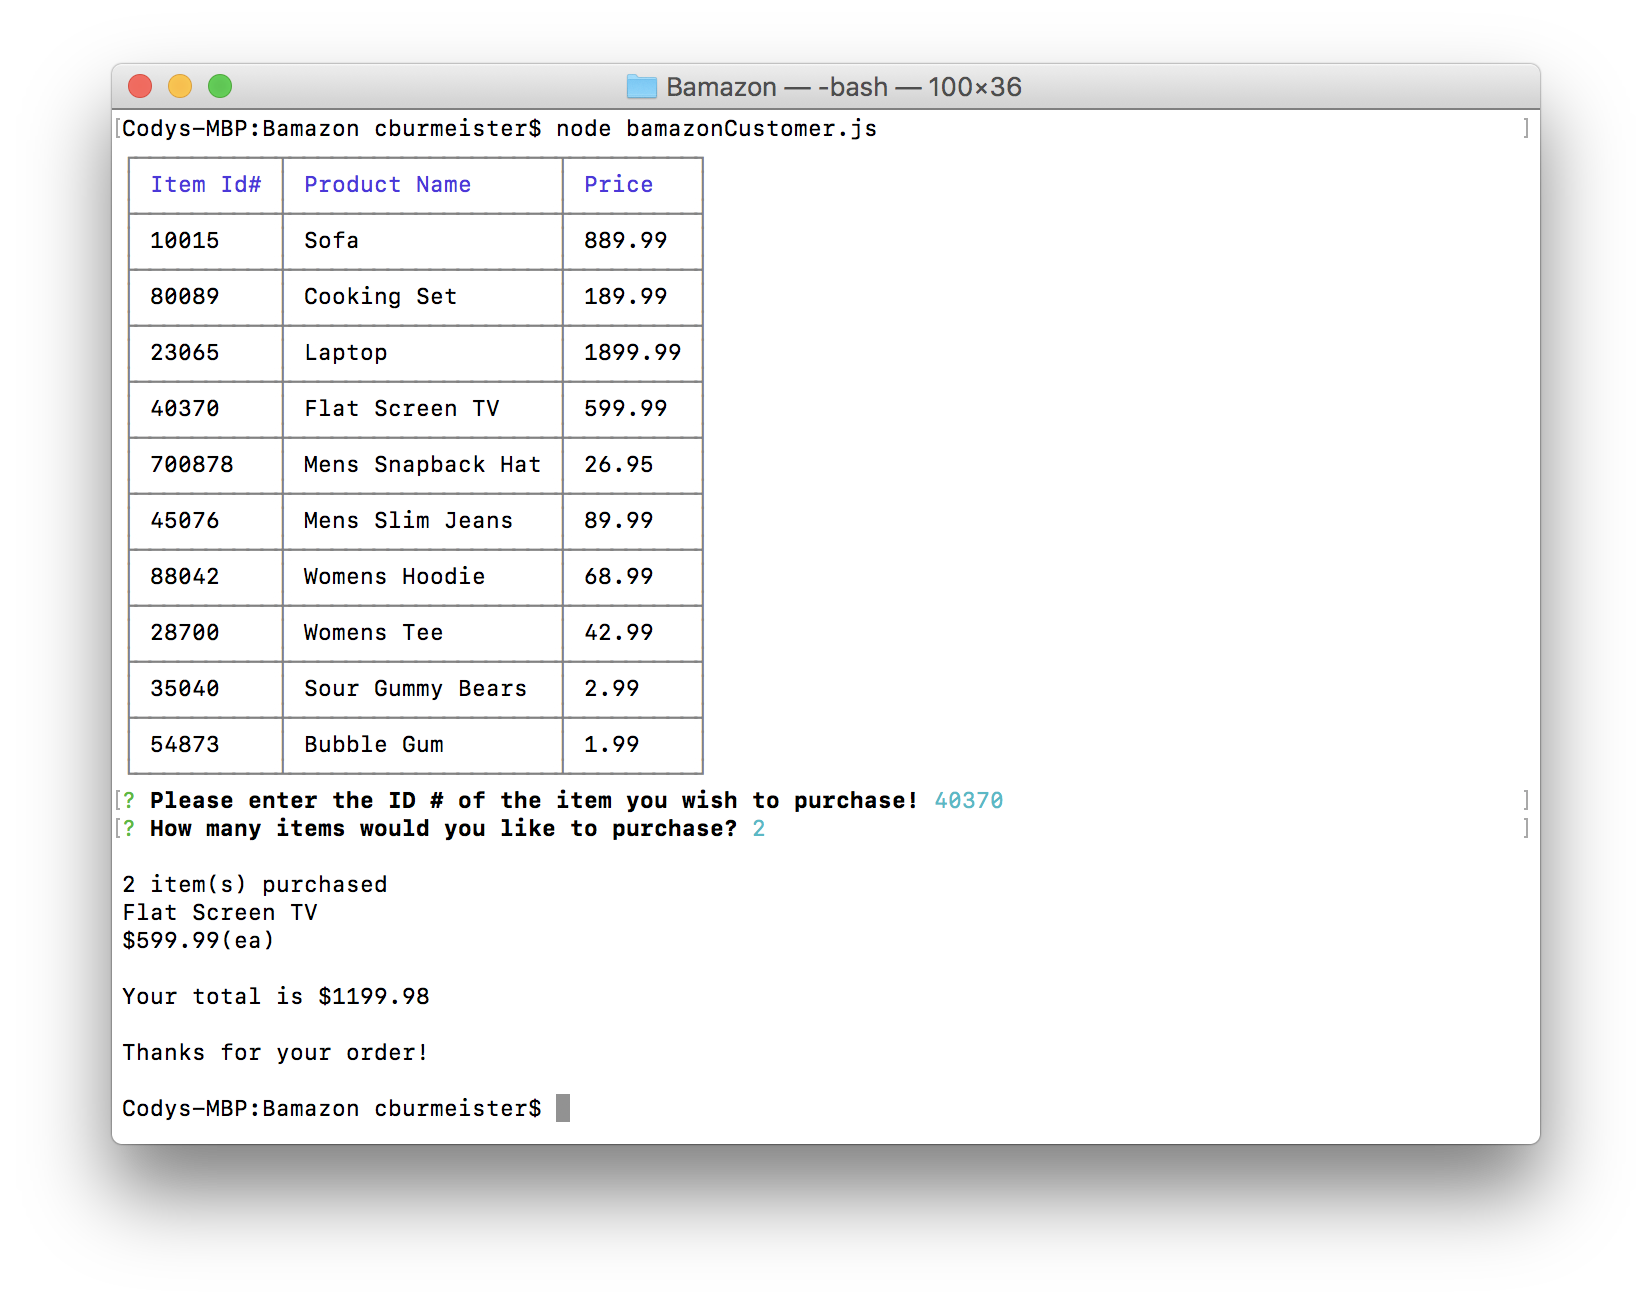 Bamazon — -bash — 100×36
Codys-MBP:Bamazon cburmeister$ node bamazonCustomer.js
Item Id# Product Name Price
10015 Sofa 889.99
80089 Cooking Set 189.99
23065 Laptop 1899.99
40370 Flat Screen TV 599.99
700878 Mens Snapback Hat 26.95
45076 Mens Slim Jeans 89.99
88042 Womens Hoodie 68.99
28700 Womens Tee 42.99
35040 Sour Gummy Bears 2.99
54873 Bubble Gum 1.99
? Please enter the ID # of the item you wish to purchase! 40370
? How many items would you like to purchase? 2
2 item(s) purchased
Flat Screen TV
$599.99(ea)
Your total is $1199.98
Thanks for your order!
Codys-MBP:Bamazon cburmeister$